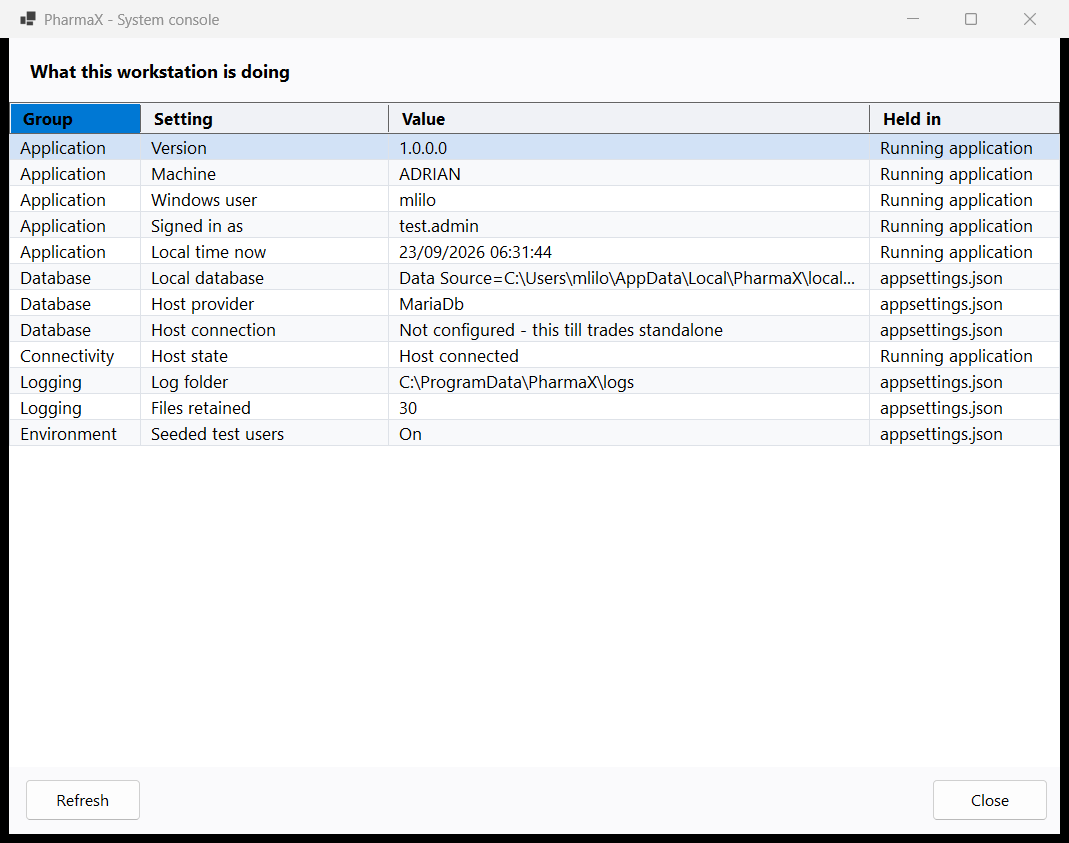 PharmaX - System console
What this workstation is doing
Group Setting Value Held in
Application Version 1.0.0.0 Running application
Application Machine ADRIAN Running application
Application Windows user mlilo Running application
Application Signed in as test.admin Running application
Application Local time now 23/09/2026 06:31:44 Running application
Database Local database Data Source=C:\Users\mlilo\AppData\Local\PharmaX\local... appsettings.json
Database Host provider MariaDb appsettings.json
Database Host connection Not configured - this till trades standalone appsettings.json
Connectivity Host state Host connected Running application
Logging Log folder C:\ProgramData\PharmaX\logs appsettings.json
Logging Files retained 30 appsettings.json
Environment Seeded test users On appsettings.json
Refresh Close